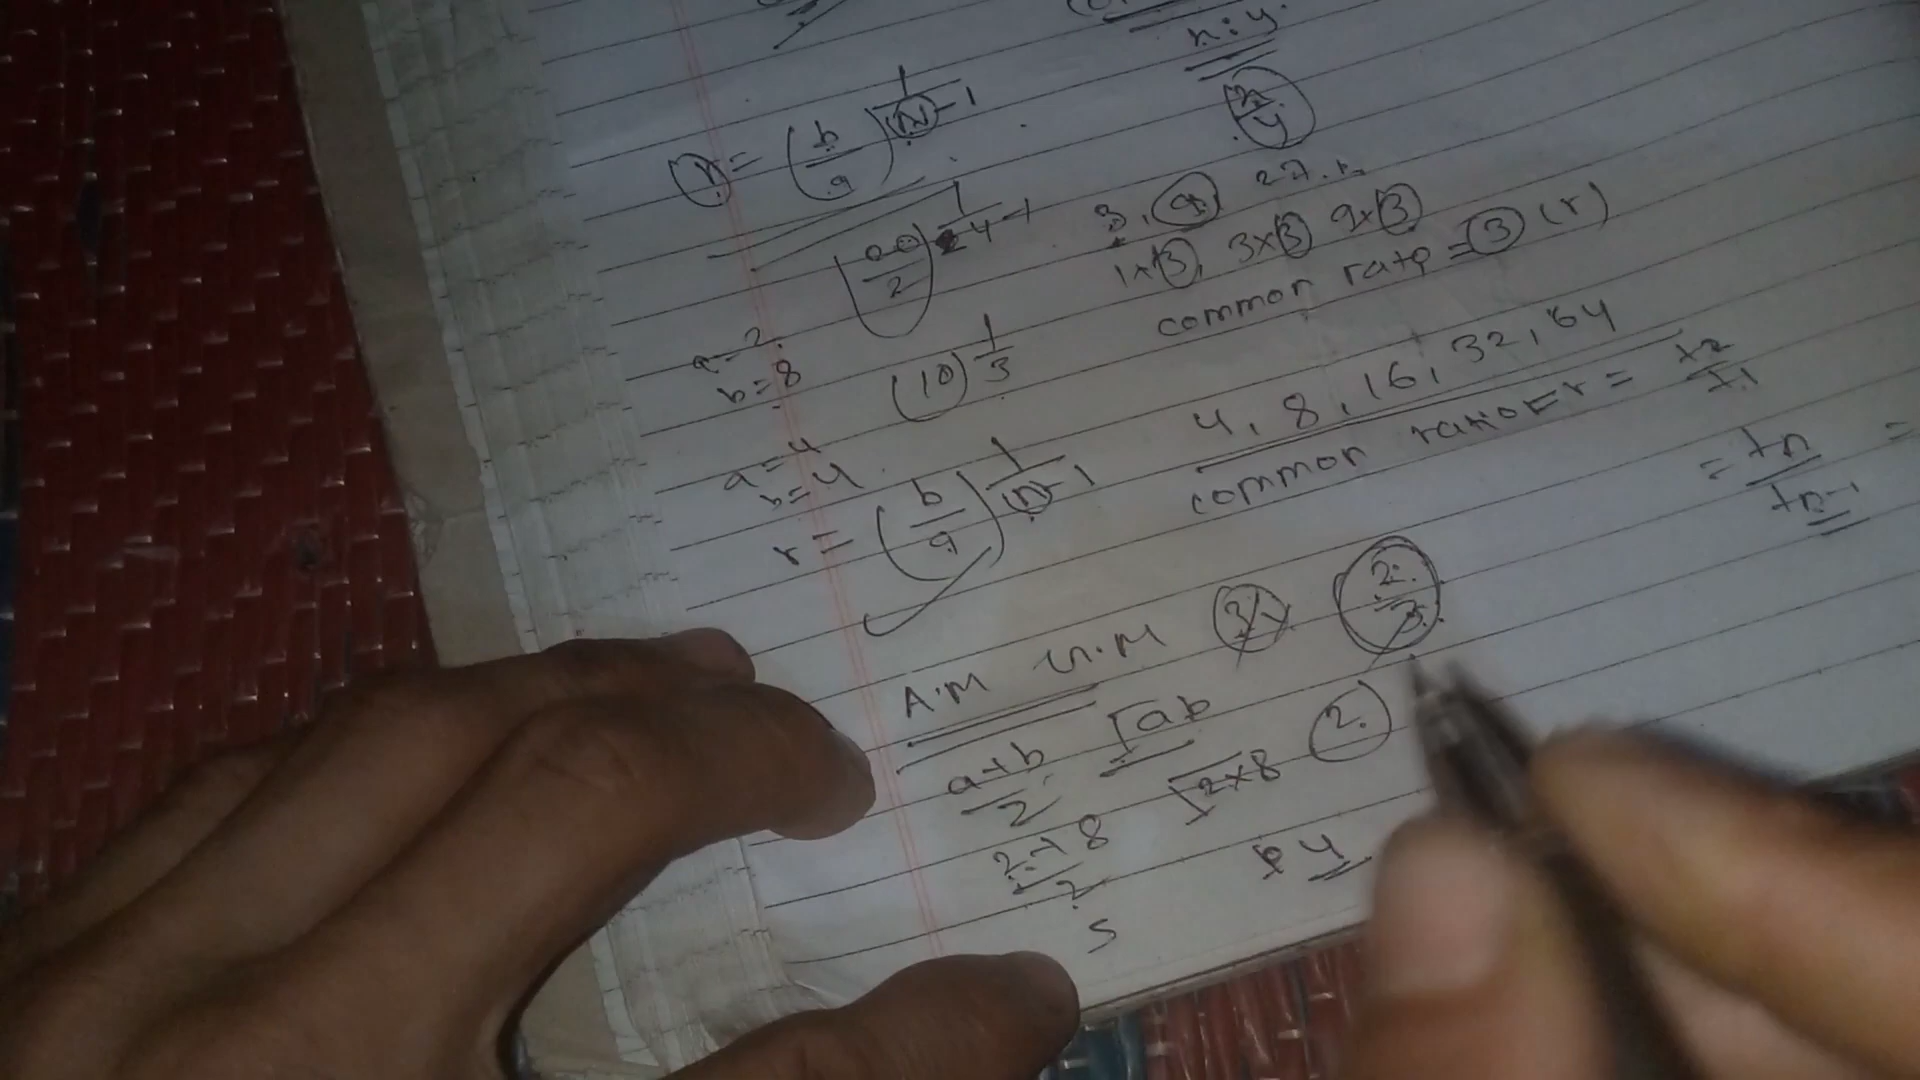 n:y.
r = (b/a)^1/(n)-1
3, 9, 27.
1×3, 3×3 9×3
common rate = 3 (r)
a=2.
b=8
(10)^1/3
4, 8, 16, 32, 64
common ratio = r = t2/t1
= tn/tn-1 =
a=4
b=4
r = (b/a)^1/(n)-1
A.M G.M
a+b/2 √ab 2.
2+8/2 √2×8
5 4